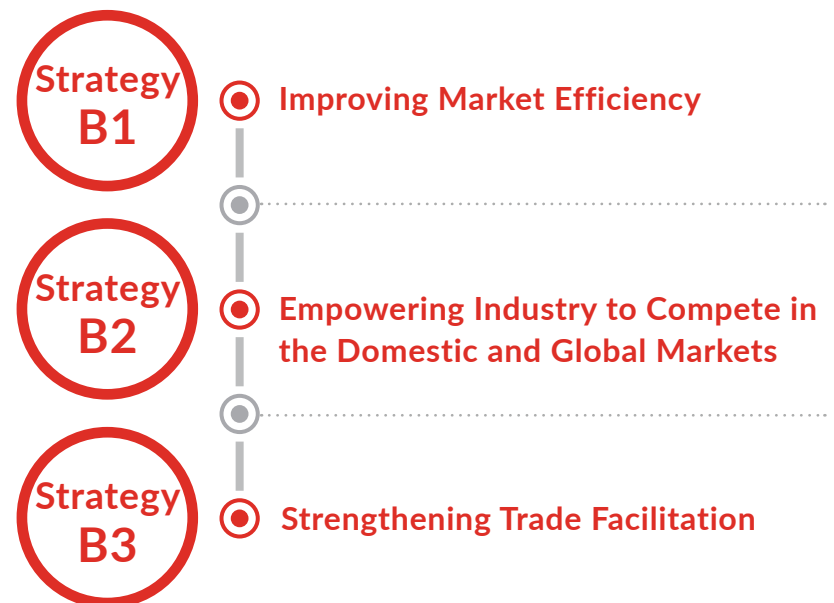 Strategy
B1
Improving Market Efficiency
Strategy
B2
Empowering Industry to Compete in
the Domestic and Global Markets
Strategy
B3
Strengthening Trade Facilitation